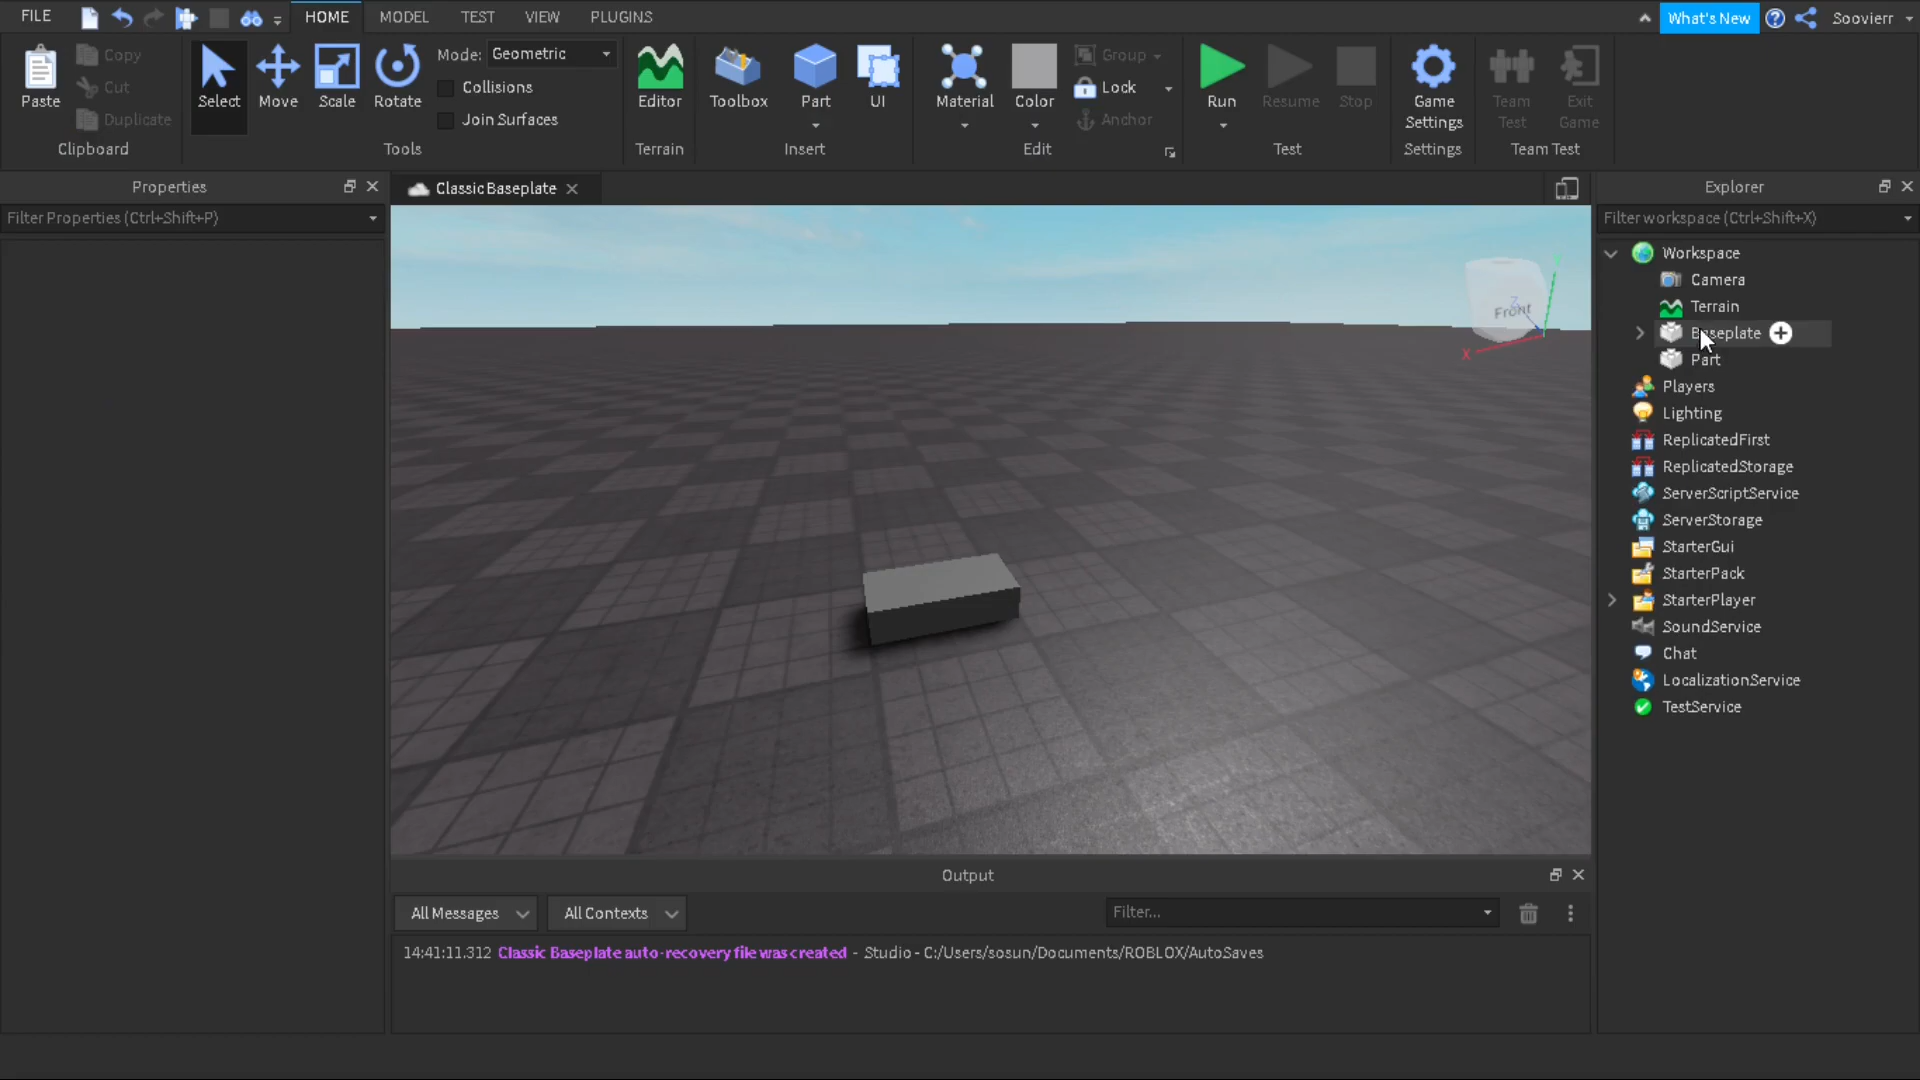 FILE HOME MODEL TEST VIEW PLUGINS What's New Soovierr
Paste Copy Cut Duplicate Clipboard
Select Move Scale Rotate Mode: Geometric Collisions Join Surfaces Tools
Editor Terrain
Toolbox Part UI Insert
Material Color Group Lock Anchor Edit
Run Resume Stop Test
Game Settings Settings
Team Test Exit Game Team Test
Properties
Filter Properties (Ctrl+Shift+P)
Classic Baseplate
Front
X
Z
Y
Explorer
Filter workspace (Ctrl+Shift+X)
Workspace
Camera
Terrain
Baseplate
Part
Players
Lighting
ReplicatedFirst
ReplicatedStorage
ServerScriptService
ServerStorage
StarterGui
StarterPack
StarterPlayer
SoundService
Chat
LocalizationService
TestService
Output
All Messages All Contexts Filter...
14:41:11.312 Classic Baseplate auto-recovery file was created - Studio - C:/Users/sosun/Documents/ROBLOX/AutoSaves